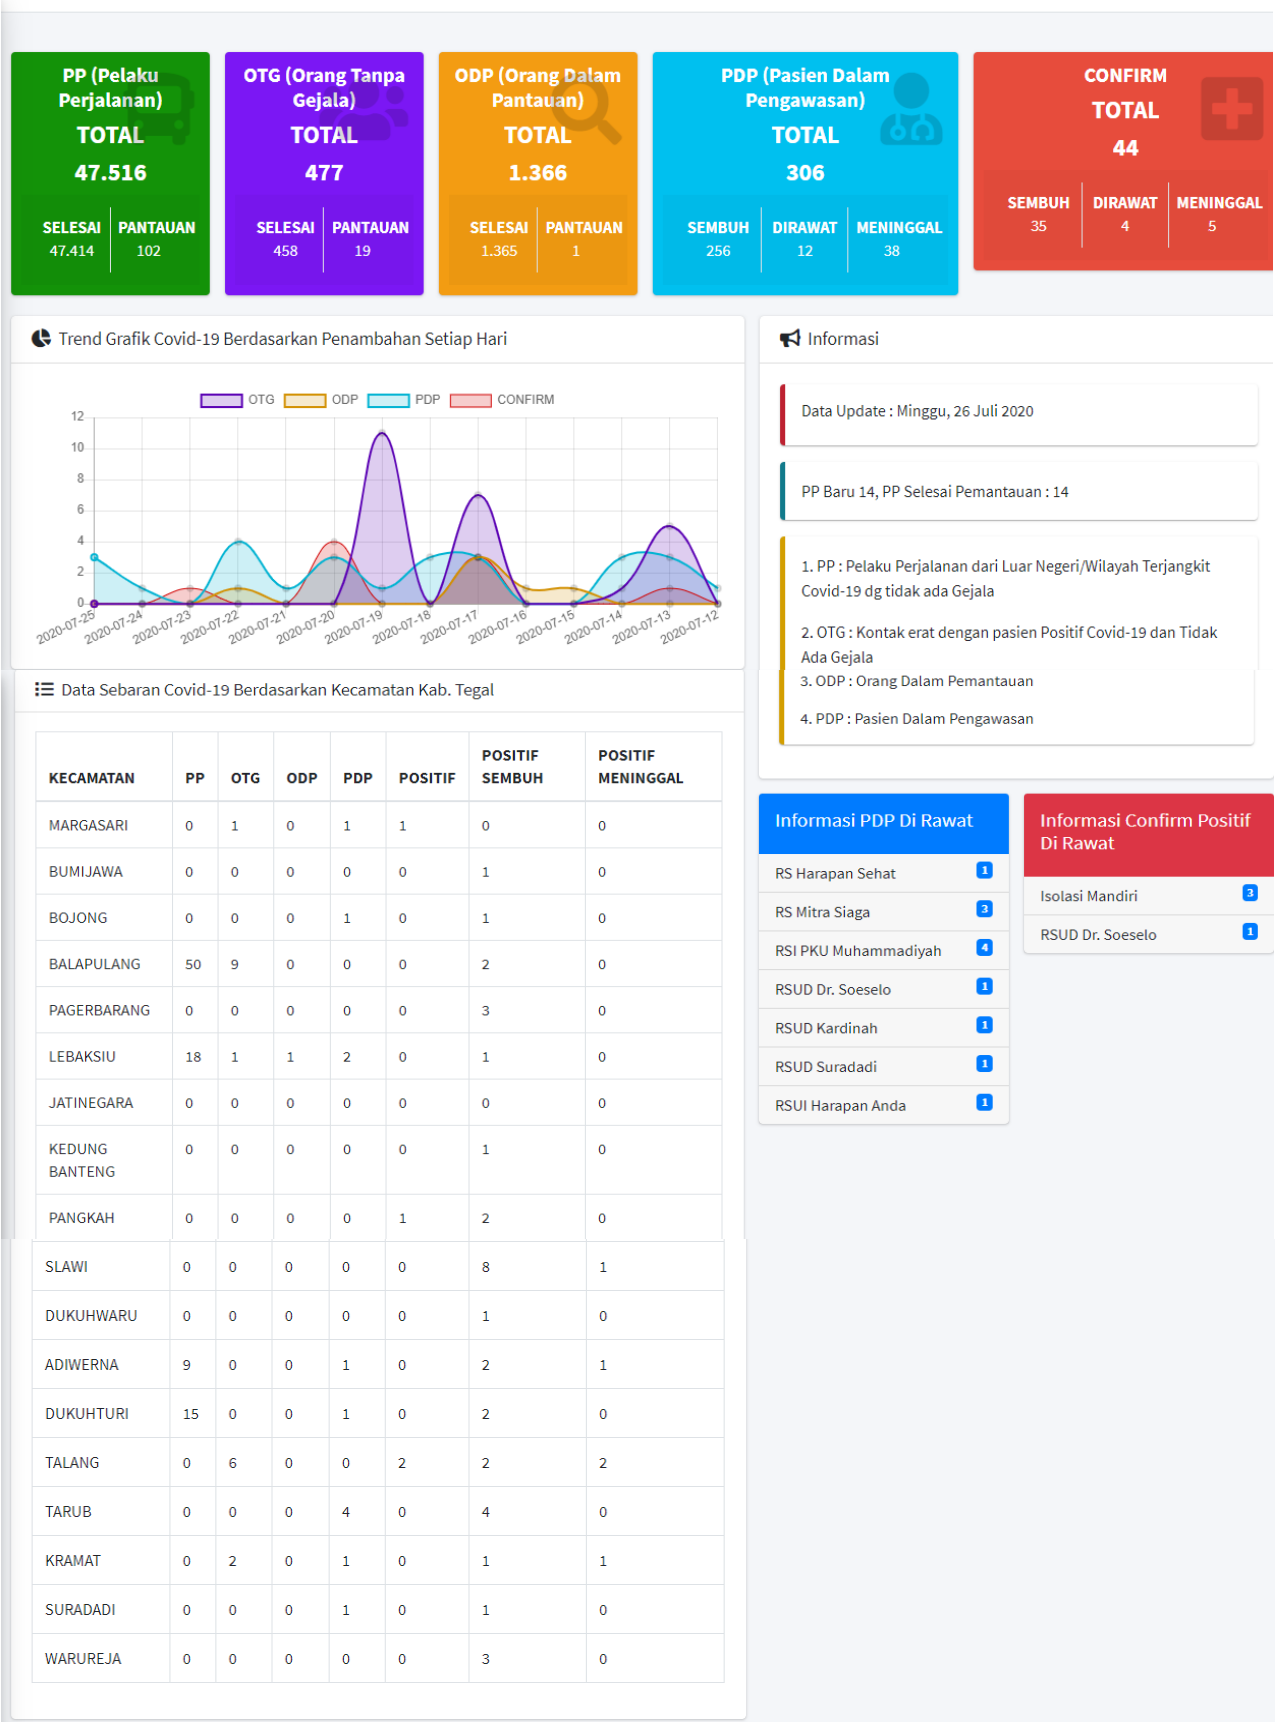 PP (Pelaku
Perjalanan)
TOTAL
47.516
SELESAI PANTAUAN
47.414 102
OTG (Orang Tanpa
Gejala)
TOTAL
477
SELESAI PANTAUAN
458 19
ODP (Orang Dalam
Pantauan)
TOTAL
1.366
SELESAI PANTAUAN
1.365 1
PDP (Pasien Dalam
Pengawasan)
TOTAL
306
SEMBUH DIRAWAT MENINGGAL
256 12 38
CONFIRM
TOTAL
44
SEMBUH DIRAWAT MENINGGAL
35 4 5
Trend Grafik Covid-19 Berdasarkan Penambahan Setiap Hari
OTG ODP PDP CONFIRM
12
10
8
6
4
2
0
2020-07-25 2020-07-24 2020-07-23 2020-07-22 2020-07-21 2020-07-20 2020-07-19 2020-07-18 2020-07-17 2020-07-16 2020-07-15 2020-07-14 2020-07-13 2020-07-12
Informasi
Data Update : Minggu, 26 Juli 2020
PP Baru 14, PP Selesai Pemantauan : 14
1. PP : Pelaku Perjalanan dari Luar Negeri/Wilayah Terjangkit
Covid-19 dg tidak ada Gejala
2. OTG : Kontak erat dengan pasien Positif Covid-19 dan Tidak
Ada Gejala
3. ODP : Orang Dalam Pemantauan
4. PDP : Pasien Dalam Pengawasan
Data Sebaran Covid-19 Berdasarkan Kecamatan Kab. Tegal
KECAMATAN PP OTG ODP PDP POSITIF POSITIF SEMBUH POSITIF MENINGGAL
MARGASARI 0 1 0 1 1 0 0
BUMIJAWA 0 0 0 0 0 1 0
BOJONG 0 0 0 1 0 1 0
BALAPULANG 50 9 0 0 0 2 0
PAGERBARANG 0 0 0 0 0 3 0
LEBAKSIU 18 1 1 2 0 1 0
JATINEGARA 0 0 0 0 0 0 0
KEDUNG BANTENG 0 0 0 0 0 1 0
PANGKAH 0 0 0 0 1 2 0
SLAWI 0 0 0 0 0 8 1
DUKUHWARU 0 0 0 0 0 1 0
ADIWERNA 9 0 0 1 0 2 1
DUKUHTURI 15 0 0 1 0 2 0
TALANG 0 6 0 0 2 2 2
TARUB 0 0 0 4 0 4 0
KRAMAT 0 2 0 1 0 1 1
SURADADI 0 0 0 1 0 1 0
WARUREJA 0 0 0 0 0 3 0
Informasi PDP Di Rawat
RS Harapan Sehat 1
RS Mitra Siaga 3
RSI PKU Muhammadiyah 4
RSUD Dr. Soeselo 1
RSUD Kardinah 1
RSUD Suradadi 1
RSUI Harapan Anda 1
Informasi Confirm Positif
Di Rawat
Isolasi Mandiri 3
RSUD Dr. Soeselo 1